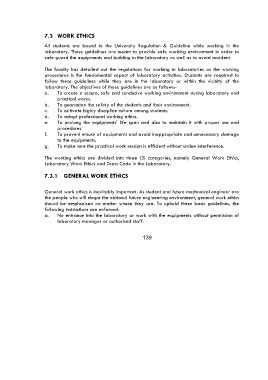 7.3 WORK ETHICS
All students are bound to the University Regulation & Guideline while working in the
laboratory. These guidelines are meant to provide safe working environment in order to
safe guard the equipments and building in the laboratory as well as to avoid accident.
The faculty has detailed out the regulations for working in laboratories as the working
procedures is the fundamental aspect of laboratory activities. Students are required to
follow these guidelines while they are in the laboratory or within the vicinity of the
laboratory. The objectives of these guidelines are as follows:-
a. To create a secure, safe and conducive working environment during laboratory and
practical works.
b. To guarantee the safety of the students and their environment.
c. To activate highly discipline nature among students.
d. To adopt professional working ethics.
e. To prolong the equipments' life span and also to maintain it with proper use and
procedures.
f. To prevent misuse of equipments and avoid inappropriate and unnecessary damage
to the equipments.
g. To make sure the practical work session is efficient without undue interference.
The working ethics are divided into three (3) categories, namely General Work Ethics,
Laboratory Work Ethics and Dress Code in the Laboratory.
7.3.1 GENERAL WORK ETHICS
General work ethics is inevitably important. As student and future mechanical engineer are
the people who will shape the national future engineering environment, general work ethics
should be emphasized no matter where they are. To uphold these basic guidelines, the
following instructions are enforced:
a. No entrance into the laboratory or work with the equipments without permission of
laboratory manager or authorised staff.
139